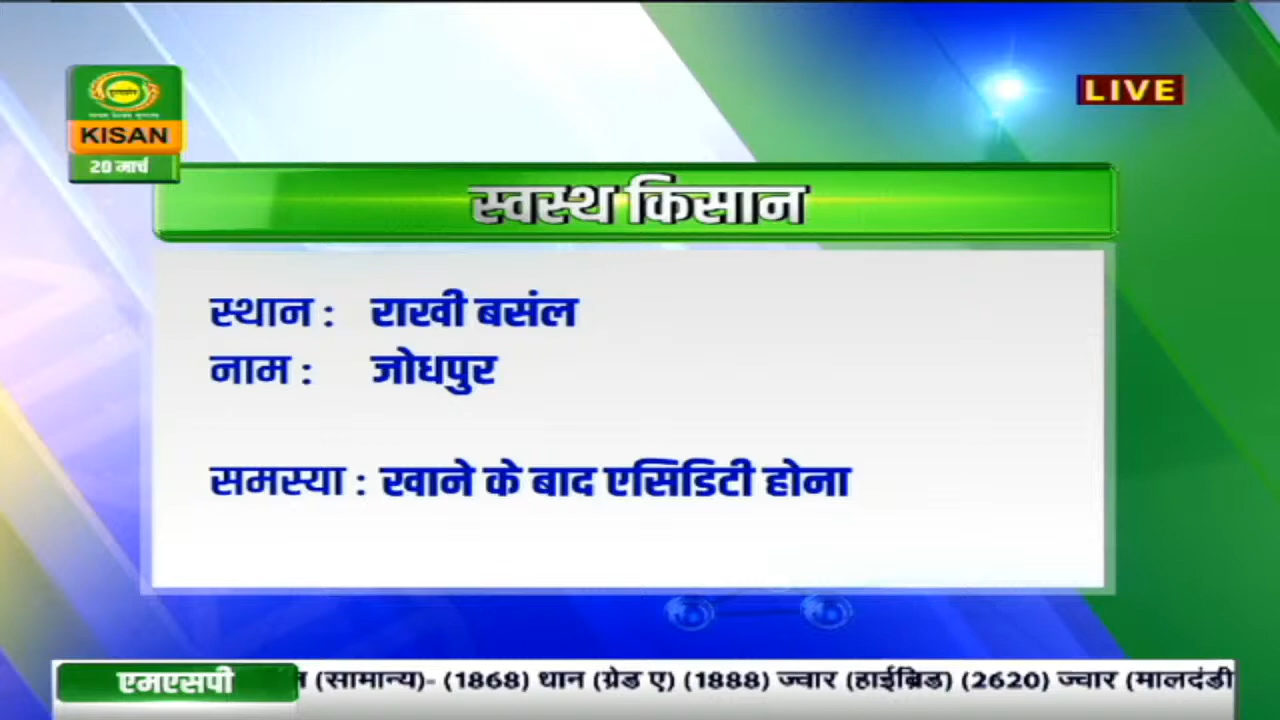 LIVE
KISAN
20 मार्च
स्वस्थ किसान
स्थान : राखी बसंल
नाम : जोधपुर
समस्या : खाने के बाद एसिडिटी होना
एमएसपी (सामान्य)- (1868) धान (ग्रेड ए) (1888) ज्वार (हाईब्रिड) (2620) ज्वार (मालदंडी